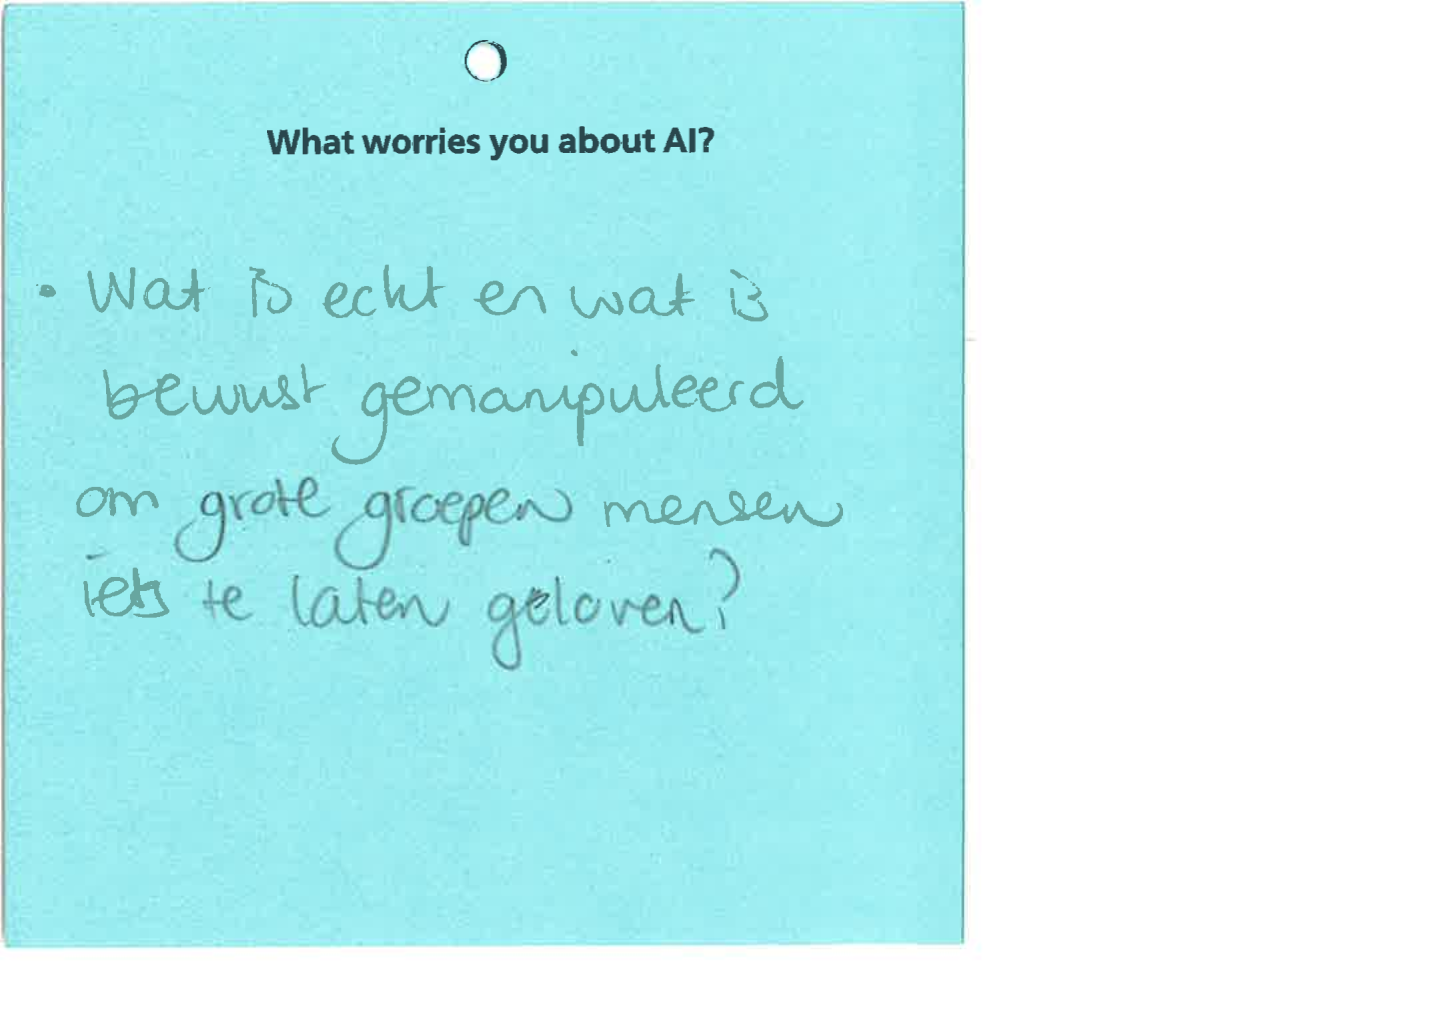 What worries you about AI?
• Wat is echt en wat is
bewust gemanipuleerd
om grote groepen mensen
iets te laten geloven?